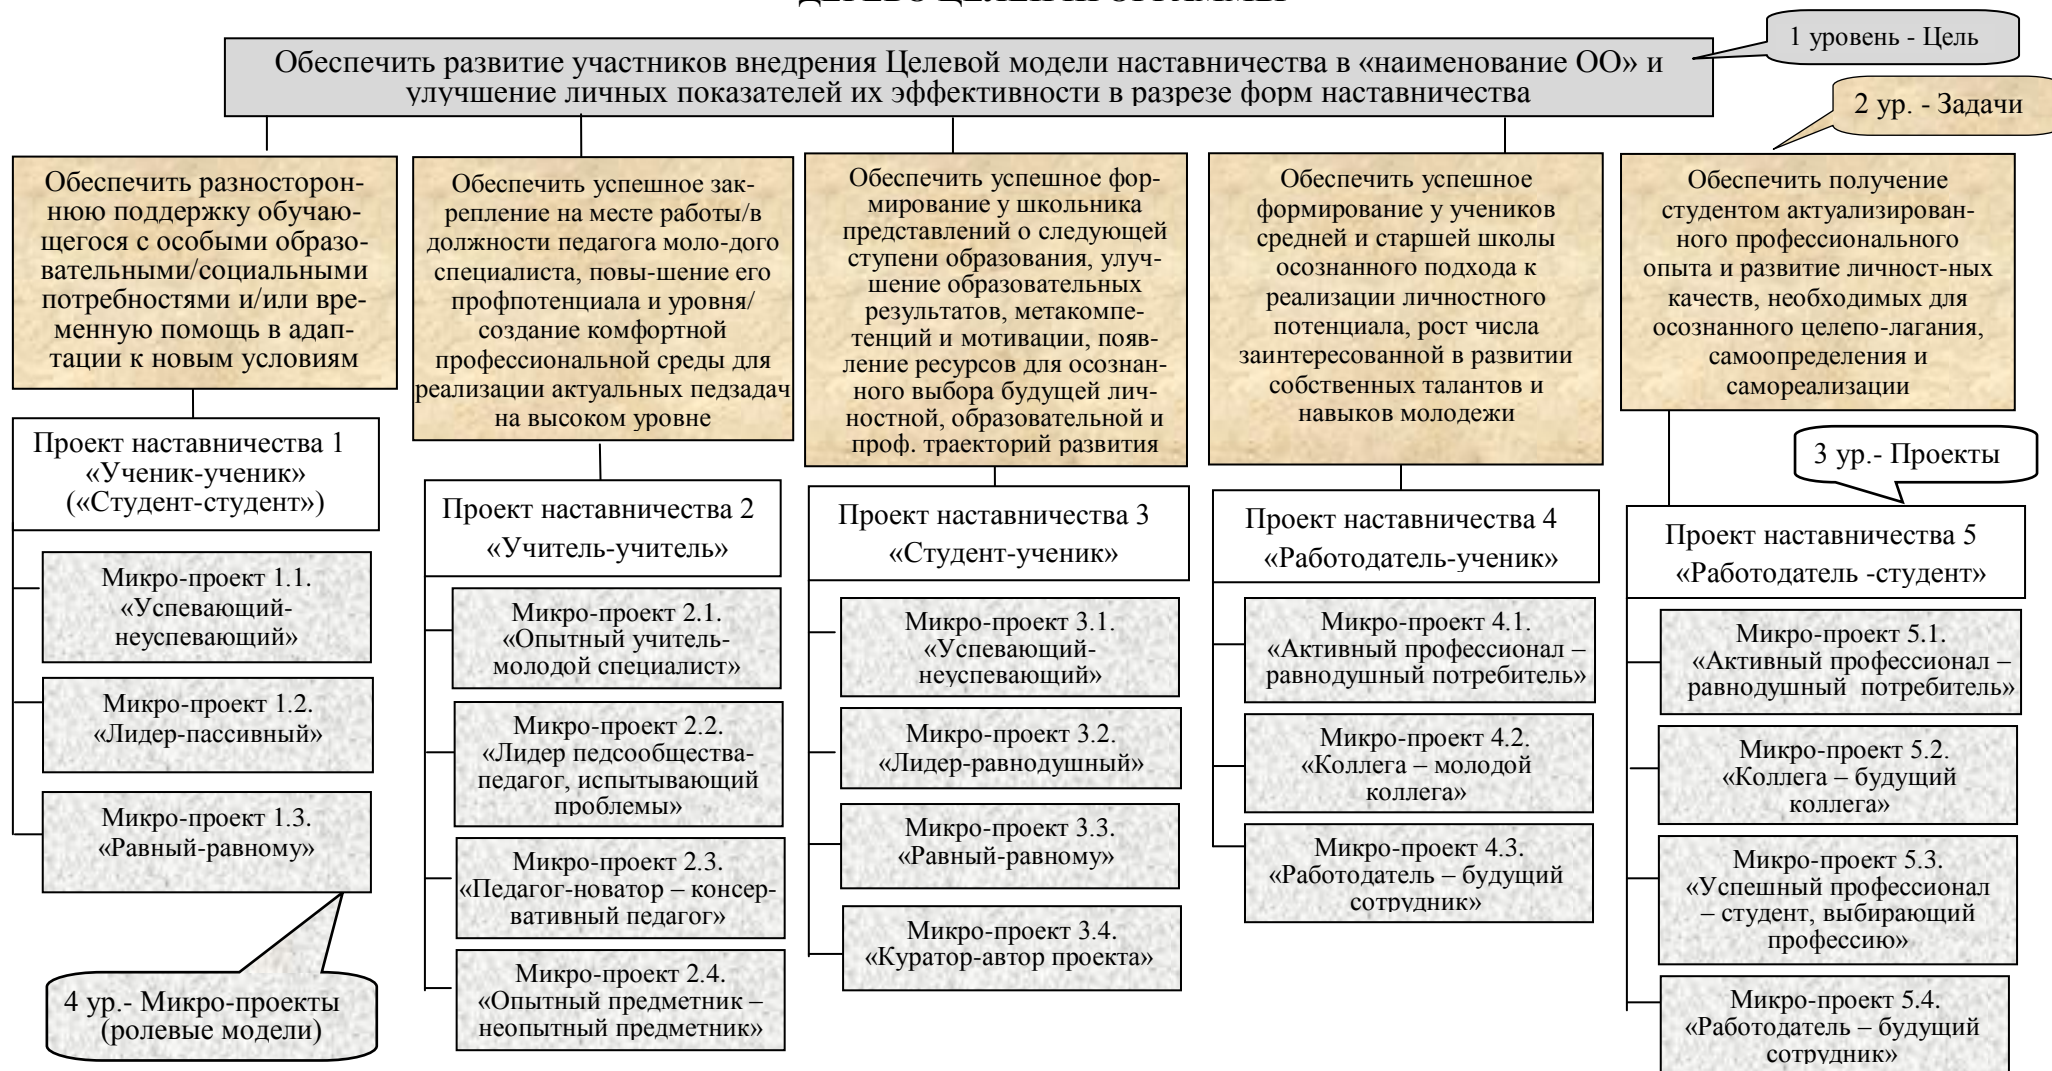 ДЕРЕВО ЦЕЛЕЙ ПРОГРАММЫ
1 уровень - Цель
Обеспечить развитие участников внедрения Целевой модели наставничества в «наименование ОО» и
улучшение личных показателей их эффективности в разрезе форм наставничества
2 ур. - Задачи
Обеспечить разносторон-
нюю поддержку обучаю-
щегося с особыми образо-
вательными/социальными
потребностями и/или вре-
менную помощь в адап-
тации к новым условиям
Обеспечить успешное зак-
репление на месте работы/в
должности педагога моло-дого
специалиста, повы-шение его
профпотенциала и уровня/
создание комфортной
профессиональной среды для
реализации актуальных педзадач
на высоком уровне
Обеспечить успешное фор-
мирование у школьника
представлений о следующей
ступени образования, улуч-
шение образовательных
результатов, метакомпе-
тенций и мотивации, появ-
ление ресурсов для осознан-
ного выбора будущей лич-
ностной, образовательной и
проф. траекторий развития
Обеспечить успешное
формирование у учеников
средней и старшей школы
осознанного подхода к
реализации личностного
потенциала, рост числа
заинтересованной в развитии
собственных талантов и
навыков молодежи
Обеспечить получение
студентом актуализирован-
ного профессионального
опыта и развитие личност-ных
качеств, необходимых для
осознанного целепо-лагания,
самоопределения и
самореализации
3 ур.- Проекты
Проект наставничества 1
«Ученик-ученик»
(«Студент-студент»)
Микро-проект 1.1.
«Успевающий-
неуспевающий»
Микро-проект 1.2.
«Лидер-пассивный»
Микро-проект 1.3.
«Равный-равному»
4 ур.- Микро-проекты
(ролевые модели)
Проект наставничества 2
«Учитель-учитель»
Микро-проект 2.1.
«Опытный учитель-
молодой специалист»
Микро-проект 2.2.
«Лидер педсообщества-
педагог, испытывающий
проблемы»
Микро-проект 2.3.
«Педагог-новатор – консер-
вативный педагог»
Микро-проект 2.4.
«Опытный предметник –
неопытный предметник»
Проект наставничества 3
«Студент-ученик»
Микро-проект 3.1.
«Успевающий-
неуспевающий»
Микро-проект 3.2.
«Лидер-равнодушный»
Микро-проект 3.3.
«Равный-равному»
Микро-проект 3.4.
«Куратор-автор проекта»
Проект наставничества 4
«Работодатель-ученик»
Микро-проект 4.1.
«Активный профессионал –
равнодушный потребитель»
Микро-проект 4.2.
«Коллега – молодой
коллега»
Микро-проект 4.3.
«Работодатель – будущий
сотрудник»
Проект наставничества 5
«Работодатель -студент»
Микро-проект 5.1.
«Активный профессионал –
равнодушный потребитель»
Микро-проект 5.2.
«Коллега – будущий
коллега»
Микро-проект 5.3.
«Успешный профессионал
– студент, выбирающий
профессию»
Микро-проект 5.4.
«Работодатель – будущий
сотрудник»